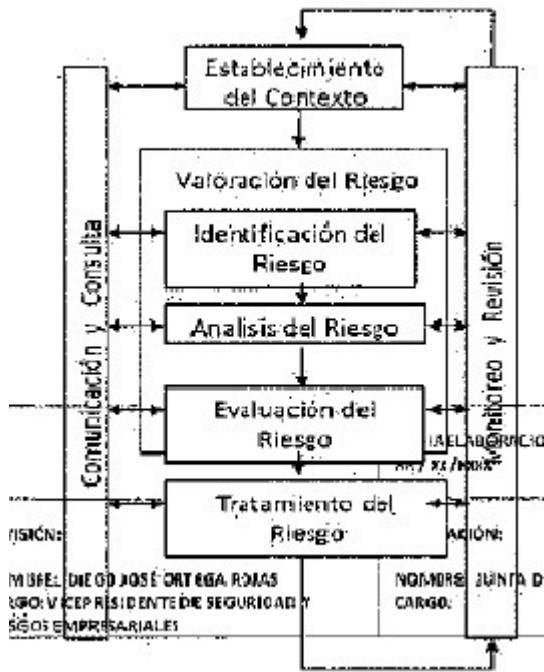 Establecimiento
del Contexto
Valoración del Riesgo
Identificación del
Riesgo
Analisis del Riesgo
Evaluación del
Riesgo
Tratamiento del
Riesgo
Comunicación y Consulta
Monitoreo y Revisión
DIEGO JOSÉ ORTEGA ROJAS
VICEPRESIDENTE DE SEGURIDAD Y
EMPRESARIALES
NOMBRE: JUNTA D
CARGO: